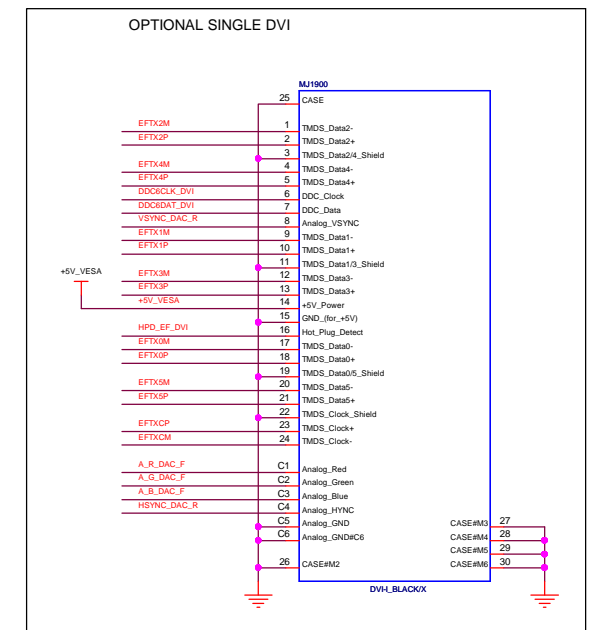 OPTIONAL SINGLE DVI
MJ1900
25 CASE
EFTX2M 1 TMDS_Data2-
EFTX2P 2 TMDS_Data2+
3 TMDS_Data2/4_Shield
EFTX4M 4 TMDS_Data4-
EFTX4P 5 TMDS_Data4+
DDC6CLK_DVI 6 DDC_Clock
DDC6DAT_DVI 7 DDC_Data
VSYNC_DAC_R 8 Analog_VSYNC
EFTX1M 9 TMDS_Data1-
EFTX1P 10 TMDS_Data1+
11 TMDS_Data1/3_Shield
+5V_VESA EFTX3M 12 TMDS_Data3-
EFTX3P 13 TMDS_Data3+
+5V_VESA 14 +5V_Power
15 GND_(for_+5V)
HPD_EF_DVI 16 Hot_Plug_Detect
EFTX0M 17 TMDS_Data0-
EFTX0P 18 TMDS_Data0+
19 TMDS_Data0/5_Shield
EFTX5M 20 TMDS_Data5-
EFTX5P 21 TMDS_Data5+
22 TMDS_Clock_Shield
EFTXCP 23 TMDS_Clock+
EFTXCM 24 TMDS_Clock-
A_R_DAC_F C1 Analog_Red
A_G_DAC_F C2 Analog_Green
A_B_DAC_F C3 Analog_Blue
HSYNC_DAC_R C4 Analog_HYNC
C5 Analog_GND CASE#M3 27
C6 Analog_GND#C6 CASE#M4 28
CASE#M5 29
26 CASE#M2 CASE#M6 30
DVI-I_BLACK/X